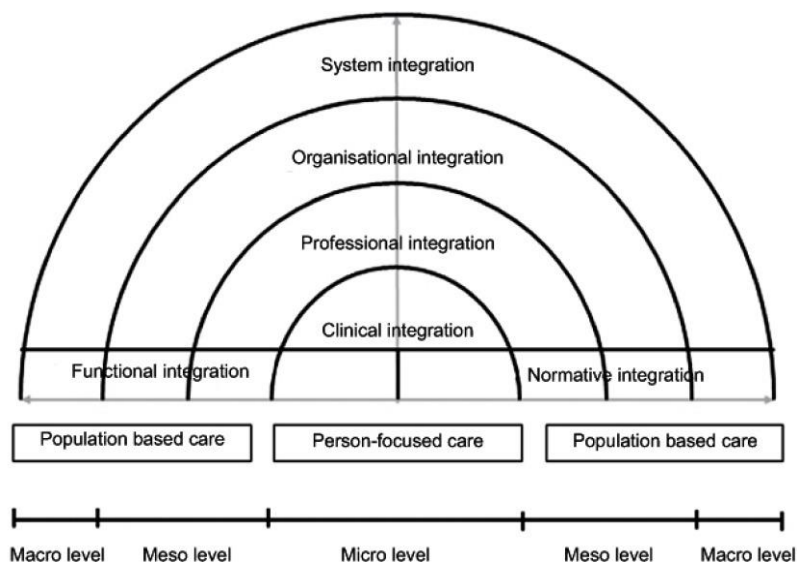 System integration
Organisational integration
Professional integration
Clinical integration
Functional integration
Normative integration
Population based care
Person-focused care
Population based care
Macro level
Meso level
Micro level
Meso level
Macro level